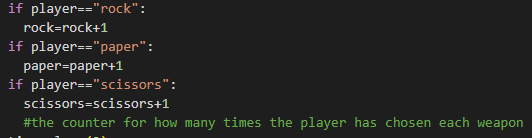 if player=="rock":
  rock=rock+1
if player=="paper":
  paper=paper+1
if player=="scissors":
  scissors=scissors+1
  #the counter for how many times the player has chosen each weapon